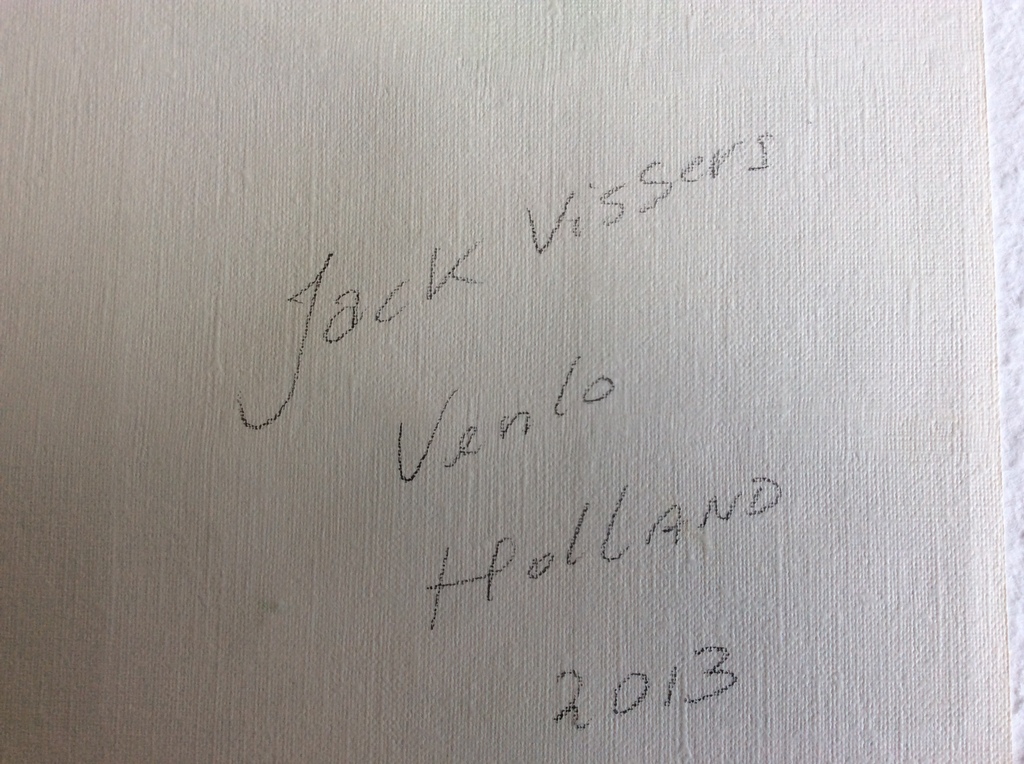 Jack Vissers
Venlo
HollAND
2013